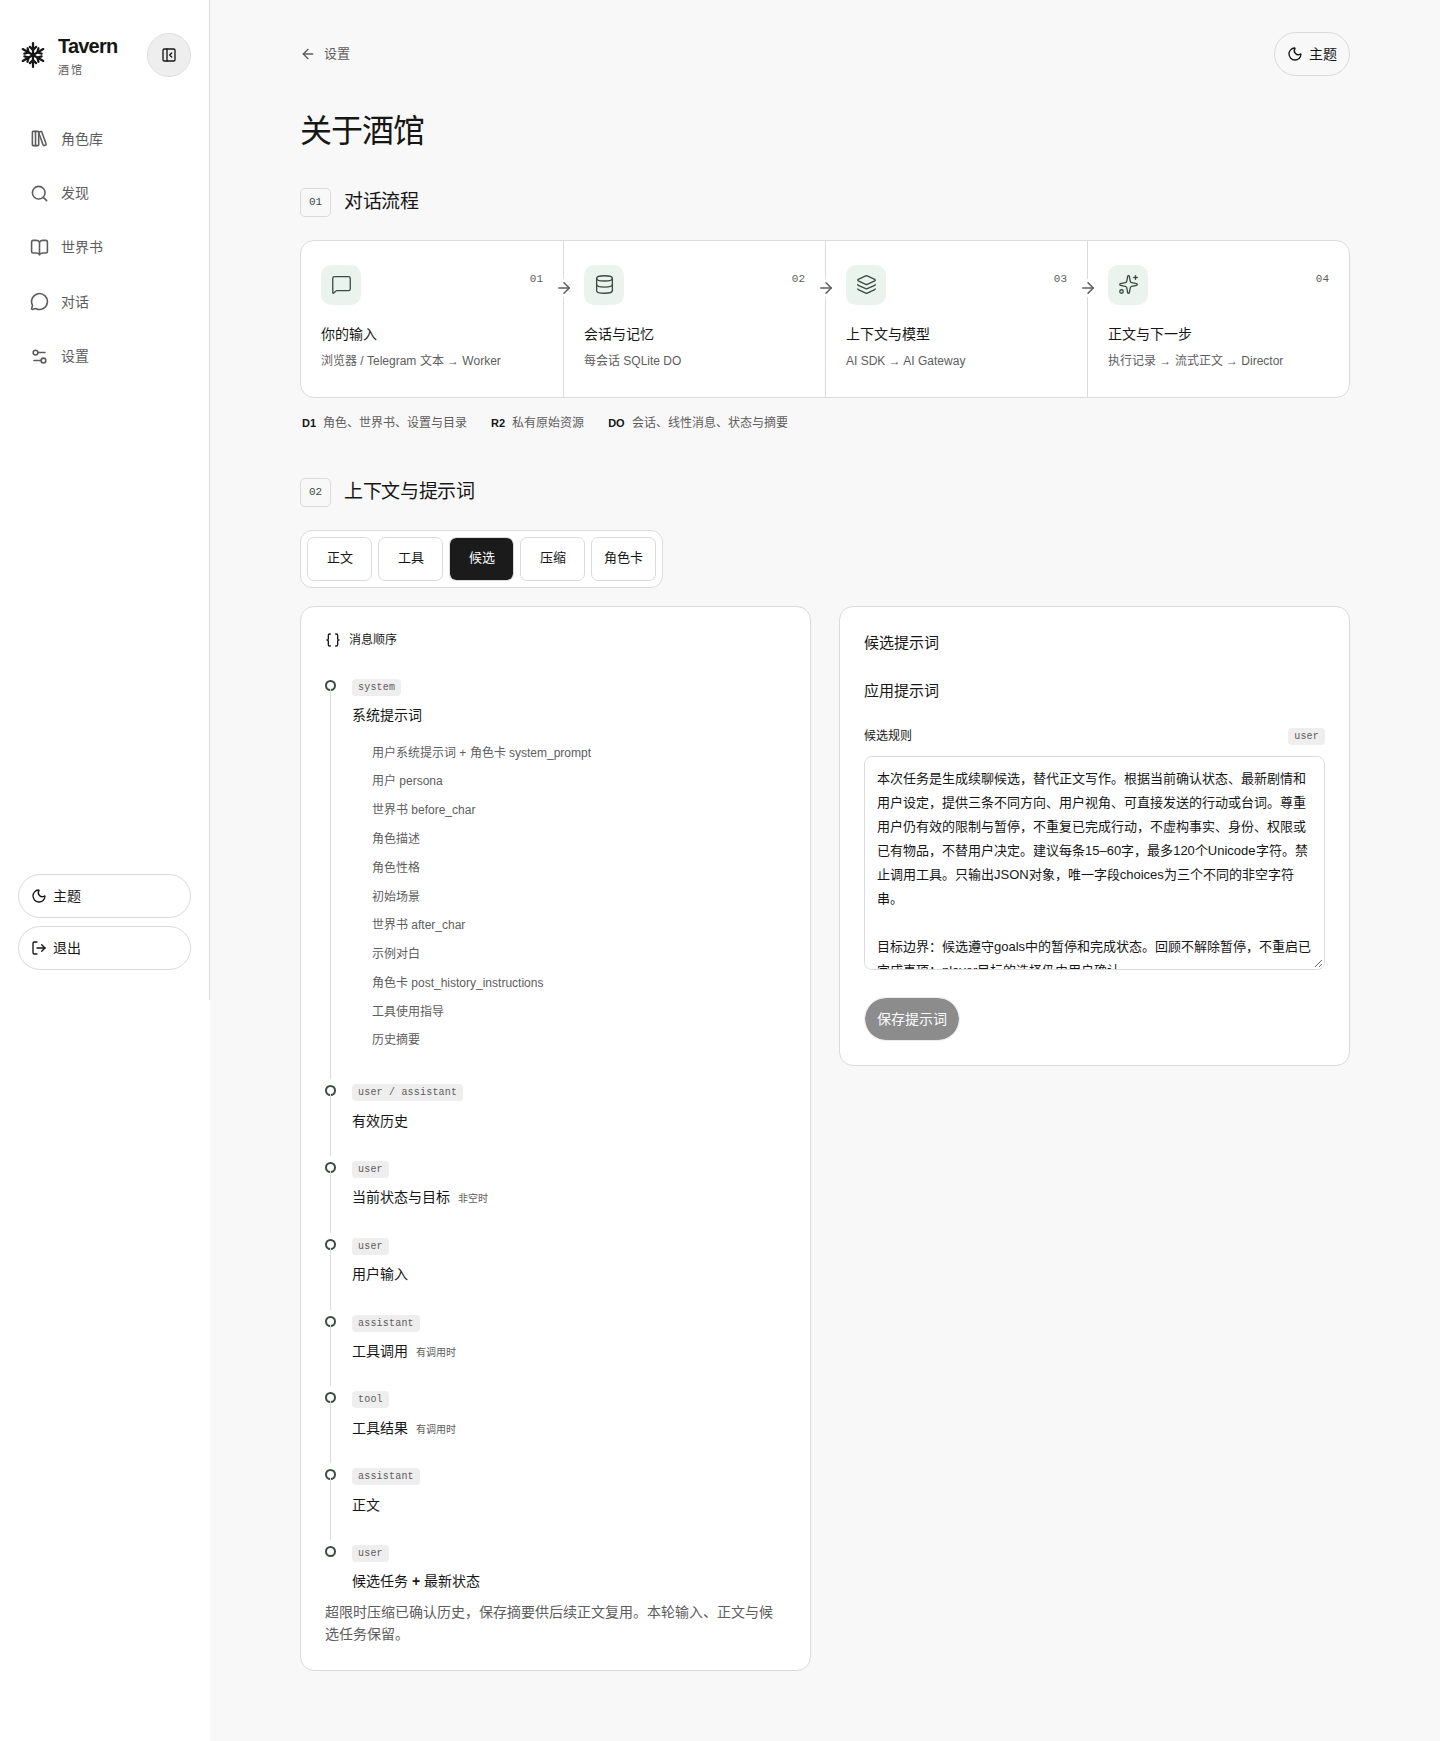 Tavern
酒馆
角色库
发现
世界书
对话
设置
主题
退出
设置
主题
关于酒馆
01 对话流程
01
你的输入
浏览器 / Telegram 文本 → Worker
02
会话与记忆
每会话 SQLite DO
03
上下文与模型
AI SDK → AI Gateway
04
正文与下一步
执行记录 → 流式正文 → Director
D1 角色、世界书、设置与目录 R2 私有原始资源 DO 会话、线性消息、状态与摘要
02 上下文与提示词
正文 工具 候选 压缩 角色卡
消息顺序
system
系统提示词
用户系统提示词 + 角色卡 system_prompt
用户 persona
世界书 before_char
角色描述
角色性格
初始场景
世界书 after_char
示例对白
角色卡 post_history_instructions
工具使用指导
历史摘要
user / assistant
有效历史
user
当前状态与目标 非空时
user
用户输入
assistant
工具调用 有调用时
tool
工具结果 有调用时
assistant
正文
user
候选任务 + 最新状态
超限时压缩已确认历史，保存摘要供后续正文复用。本轮输入、正文与候
选任务保留。
候选提示词
应用提示词
候选规则 user
本次任务是生成续聊候选，替代正文写作。根据当前确认状态、最新剧情和
用户设定，提供三条不同方向、用户视角、可直接发送的行动或台词。尊重
用户仍有效的限制与暂停，不重复已完成行动，不虚构事实、身份、权限或
已有物品，不替用户决定。建议每条15–60字，最多120个Unicode字符。禁
止调用工具。只输出JSON对象，唯一字段choices为三个不同的非空字符
串。
目标边界：候选遵守goals中的暂停和完成状态。回顾不解除暂停，不重启已
完成事项；player目标的选择仍由用户确认
保存提示词